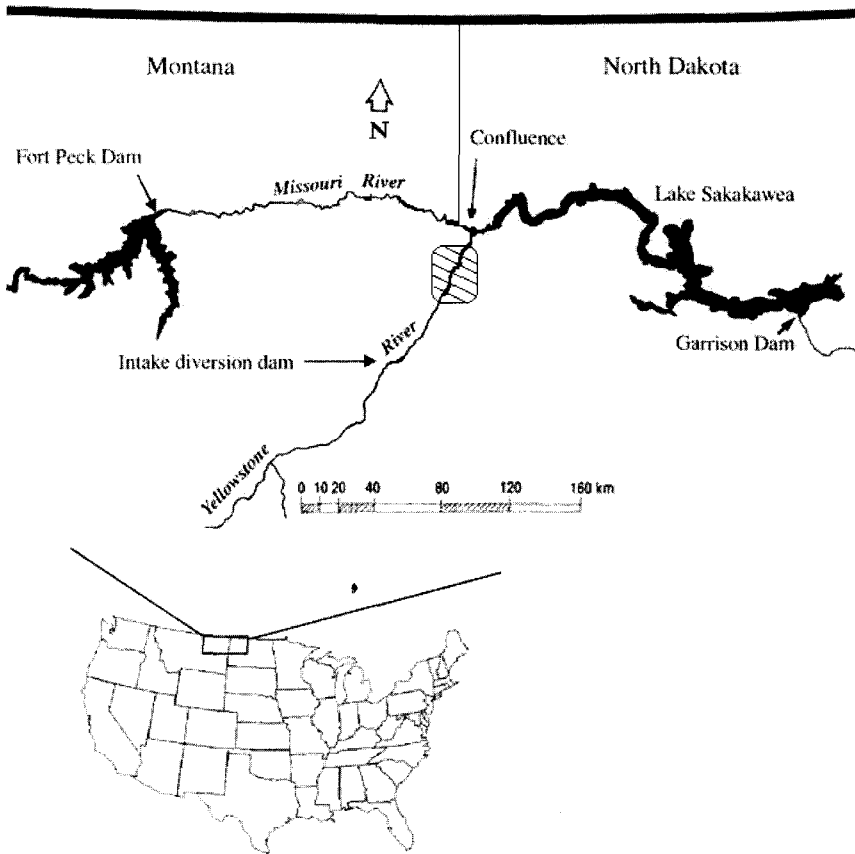 Montana
North Dakota
N
Confluence
Fort Peck Dam
Missouri River
Lake Sakakawea
Garrison Dam
Intake diversion dam
River
Yellowstone
0 10 20 40 80 120 160 km